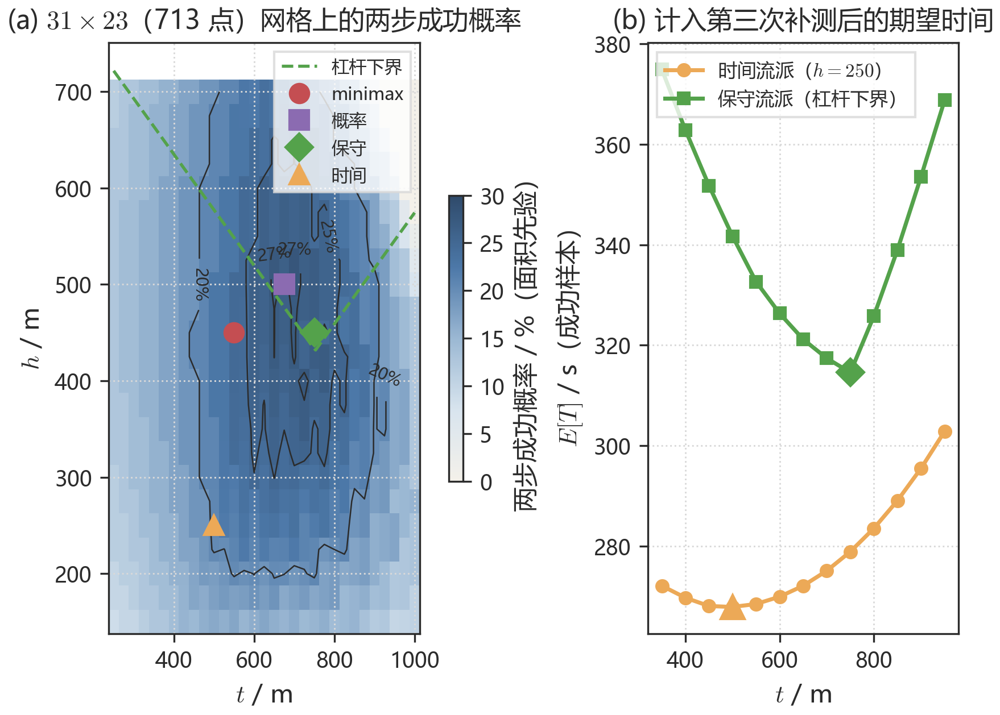 (a) 31 × 23（713 点）网格上的两步成功概率
杠杆下界
minimax
概率
保守
时间
700
600
500
400
300
200
h / m
400
600
800
1000
t / m
20%
27%
27%
25%
20%
30
25
20
15
10
5
0
两步成功概率 / %（面积先验）
(b) 计入第三次补测后的期望时间
时间流派（h = 250）
保守流派（杠杆下界）
380
360
340
320
300
280
E[T] / s（成功样本）
400
600
800
t / m